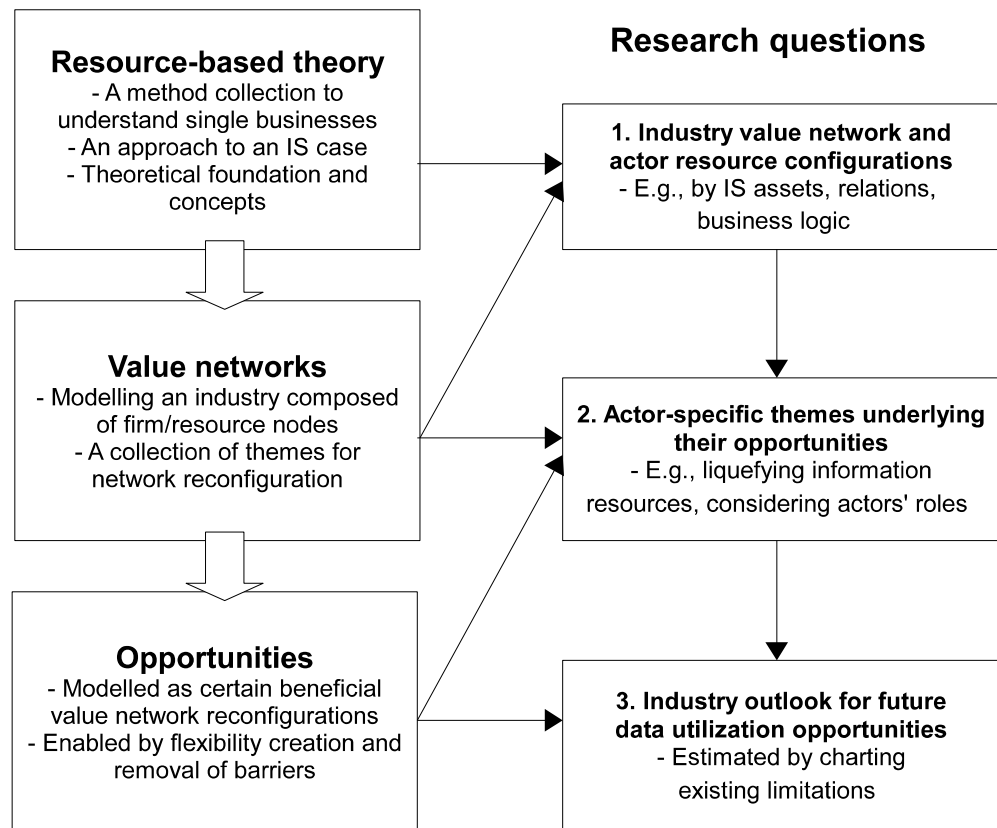 Resource-based theory
- A method collection to
understand single businesses
- An approach to an IS case
- Theoretical foundation and
concepts
Value networks
- Modelling an industry composed
of firm/resource nodes
- A collection of themes for
network reconfiguration
Opportunities
- Modelled as certain beneficial
value network reconfigurations
- Enabled by flexibility creation and
removal of barriers
Research questions
1. Industry value network and
actor resource configurations
- E.g., by IS assets, relations,
business logic
2. Actor-specific themes underlying
their opportunities
- E.g., liquefying information
resources, considering actors' roles
3. Industry outlook for future
data utilization opportunities
- Estimated by charting
existing limitations